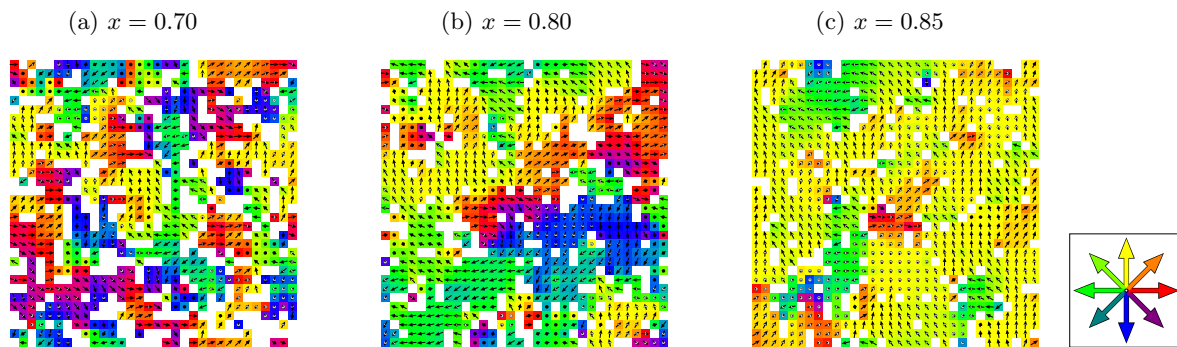 (a) x = 0.70
(b) x = 0.80
(c) x = 0.85